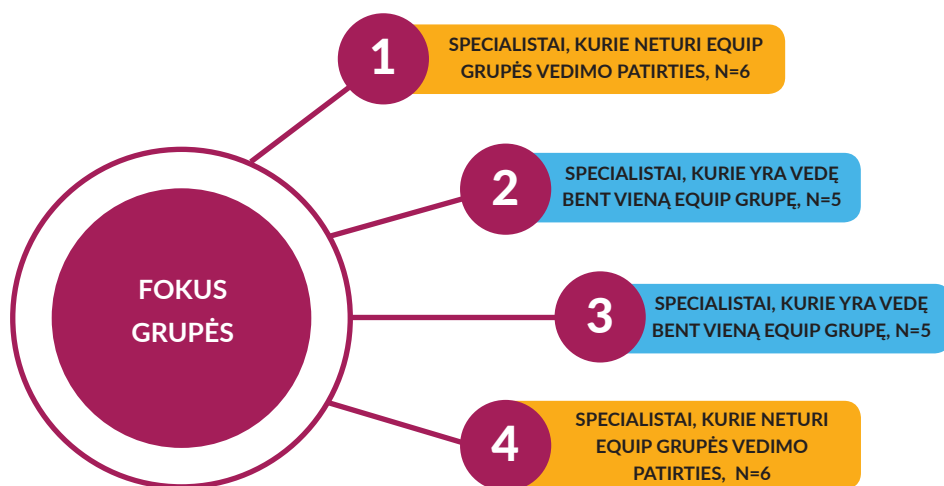 FOKUS
GRUPĖS
1
SPECIALISTAI, KURIE NETURI EQUIP
GRUPĖS VEDIMO PATIRTIES, N=6
2
SPECIALISTAI, KURIE YRA VEDĘ
BENT VIENĄ EQUIP GRUPĘ, N=5
3
SPECIALISTAI, KURIE YRA VEDĘ
BENT VIENĄ EQUIP GRUPĘ, N=5
4
SPECIALISTAI, KURIE NETURI
EQUIP GRUPĖS VEDIMO
PATIRTIES, N=6